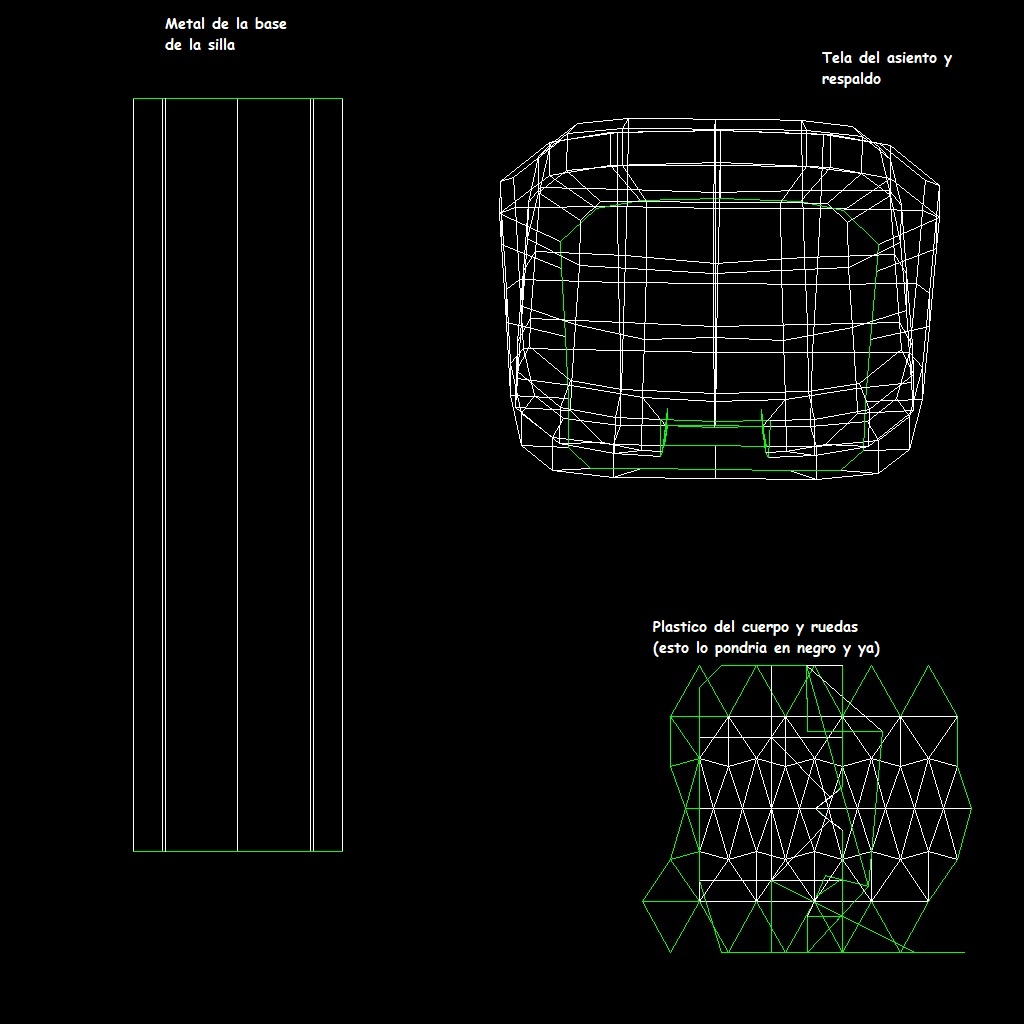 Metal de la base
de la silla
Tela del asiento y
respaldo
Plastico del cuerpo y ruedas
(esto lo pondria en negro y ya)